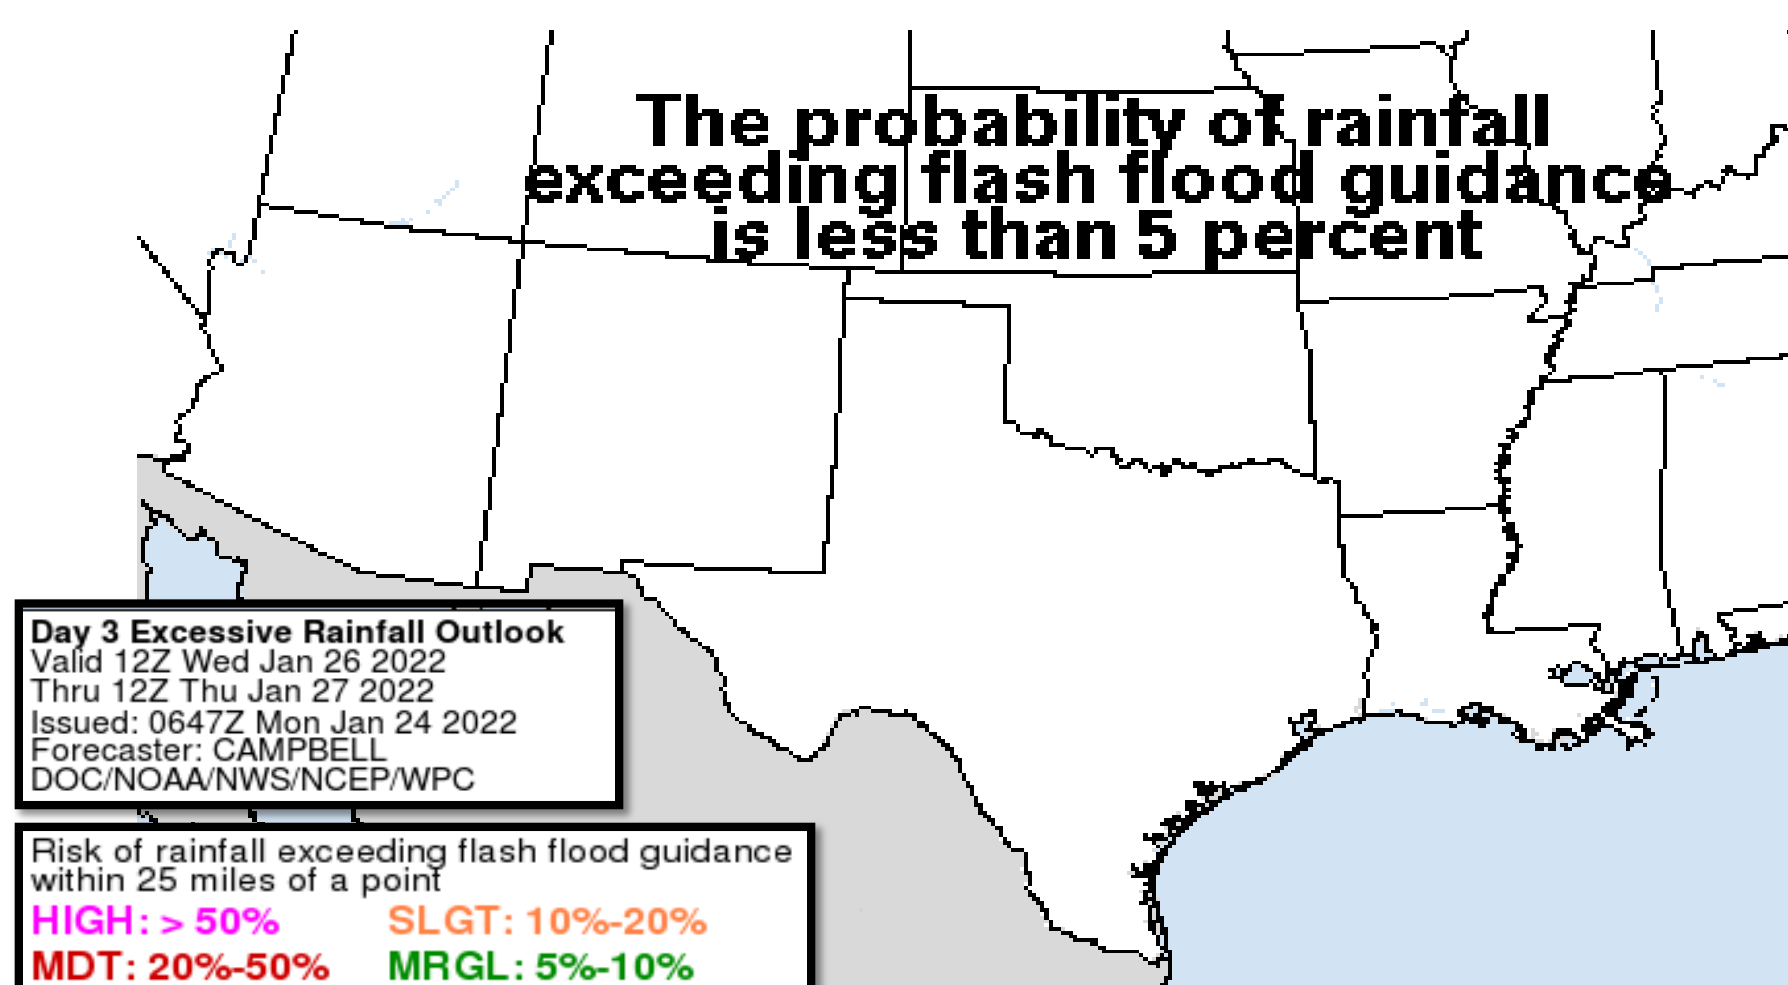 The probability of rainfall
exceeding flash flood guidance
is less than 5 percent
Day 3 Excessive Rainfall Outlook
Valid 12Z Wed Jan 26 2022
Thru 12Z Thu Jan 27 2022
Issued: 0647Z Mon Jan 24 2022
Forecaster: CAMPBELL
DOC/NOAA/NWS/NCEP/WPC
Risk of rainfall exceeding flash flood guidance
within 25 miles of a point
HIGH: > 50% SLGT: 10%-20%
MDT: 20%-50% MRGL: 5%-10%